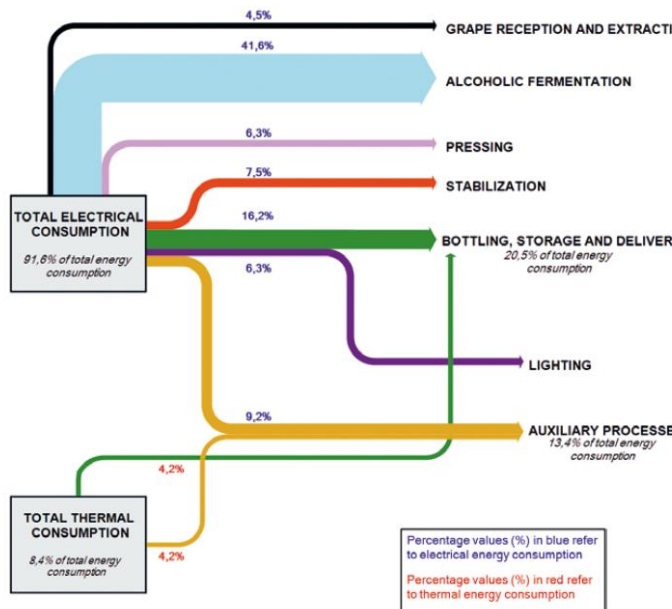 4,5%
GRAPE RECEPTION AND EXTRACTI
41,6%
ALCOHOLIC FERMENTATION
6,3%
PRESSING
7,5%
STABILIZATION
TOTAL ELECTRICAL
CONSUMPTION
91,6% of total energy
consumption
16,2%
BOTTLING, STORAGE AND DELIVER
20,5% of total energy
consumption
6,3%
LIGHTING
9,2%
AUXILIARY PROCESSE
13,4% of total energy
consumption
4,2%
TOTAL THERMAL
CONSUMPTION
8,4% of total energy
consumption
4,2%
Percentage values (%) in blue refer
to electrical energy consumption
Percentage values (%) in red refer
to thermal energy consumption